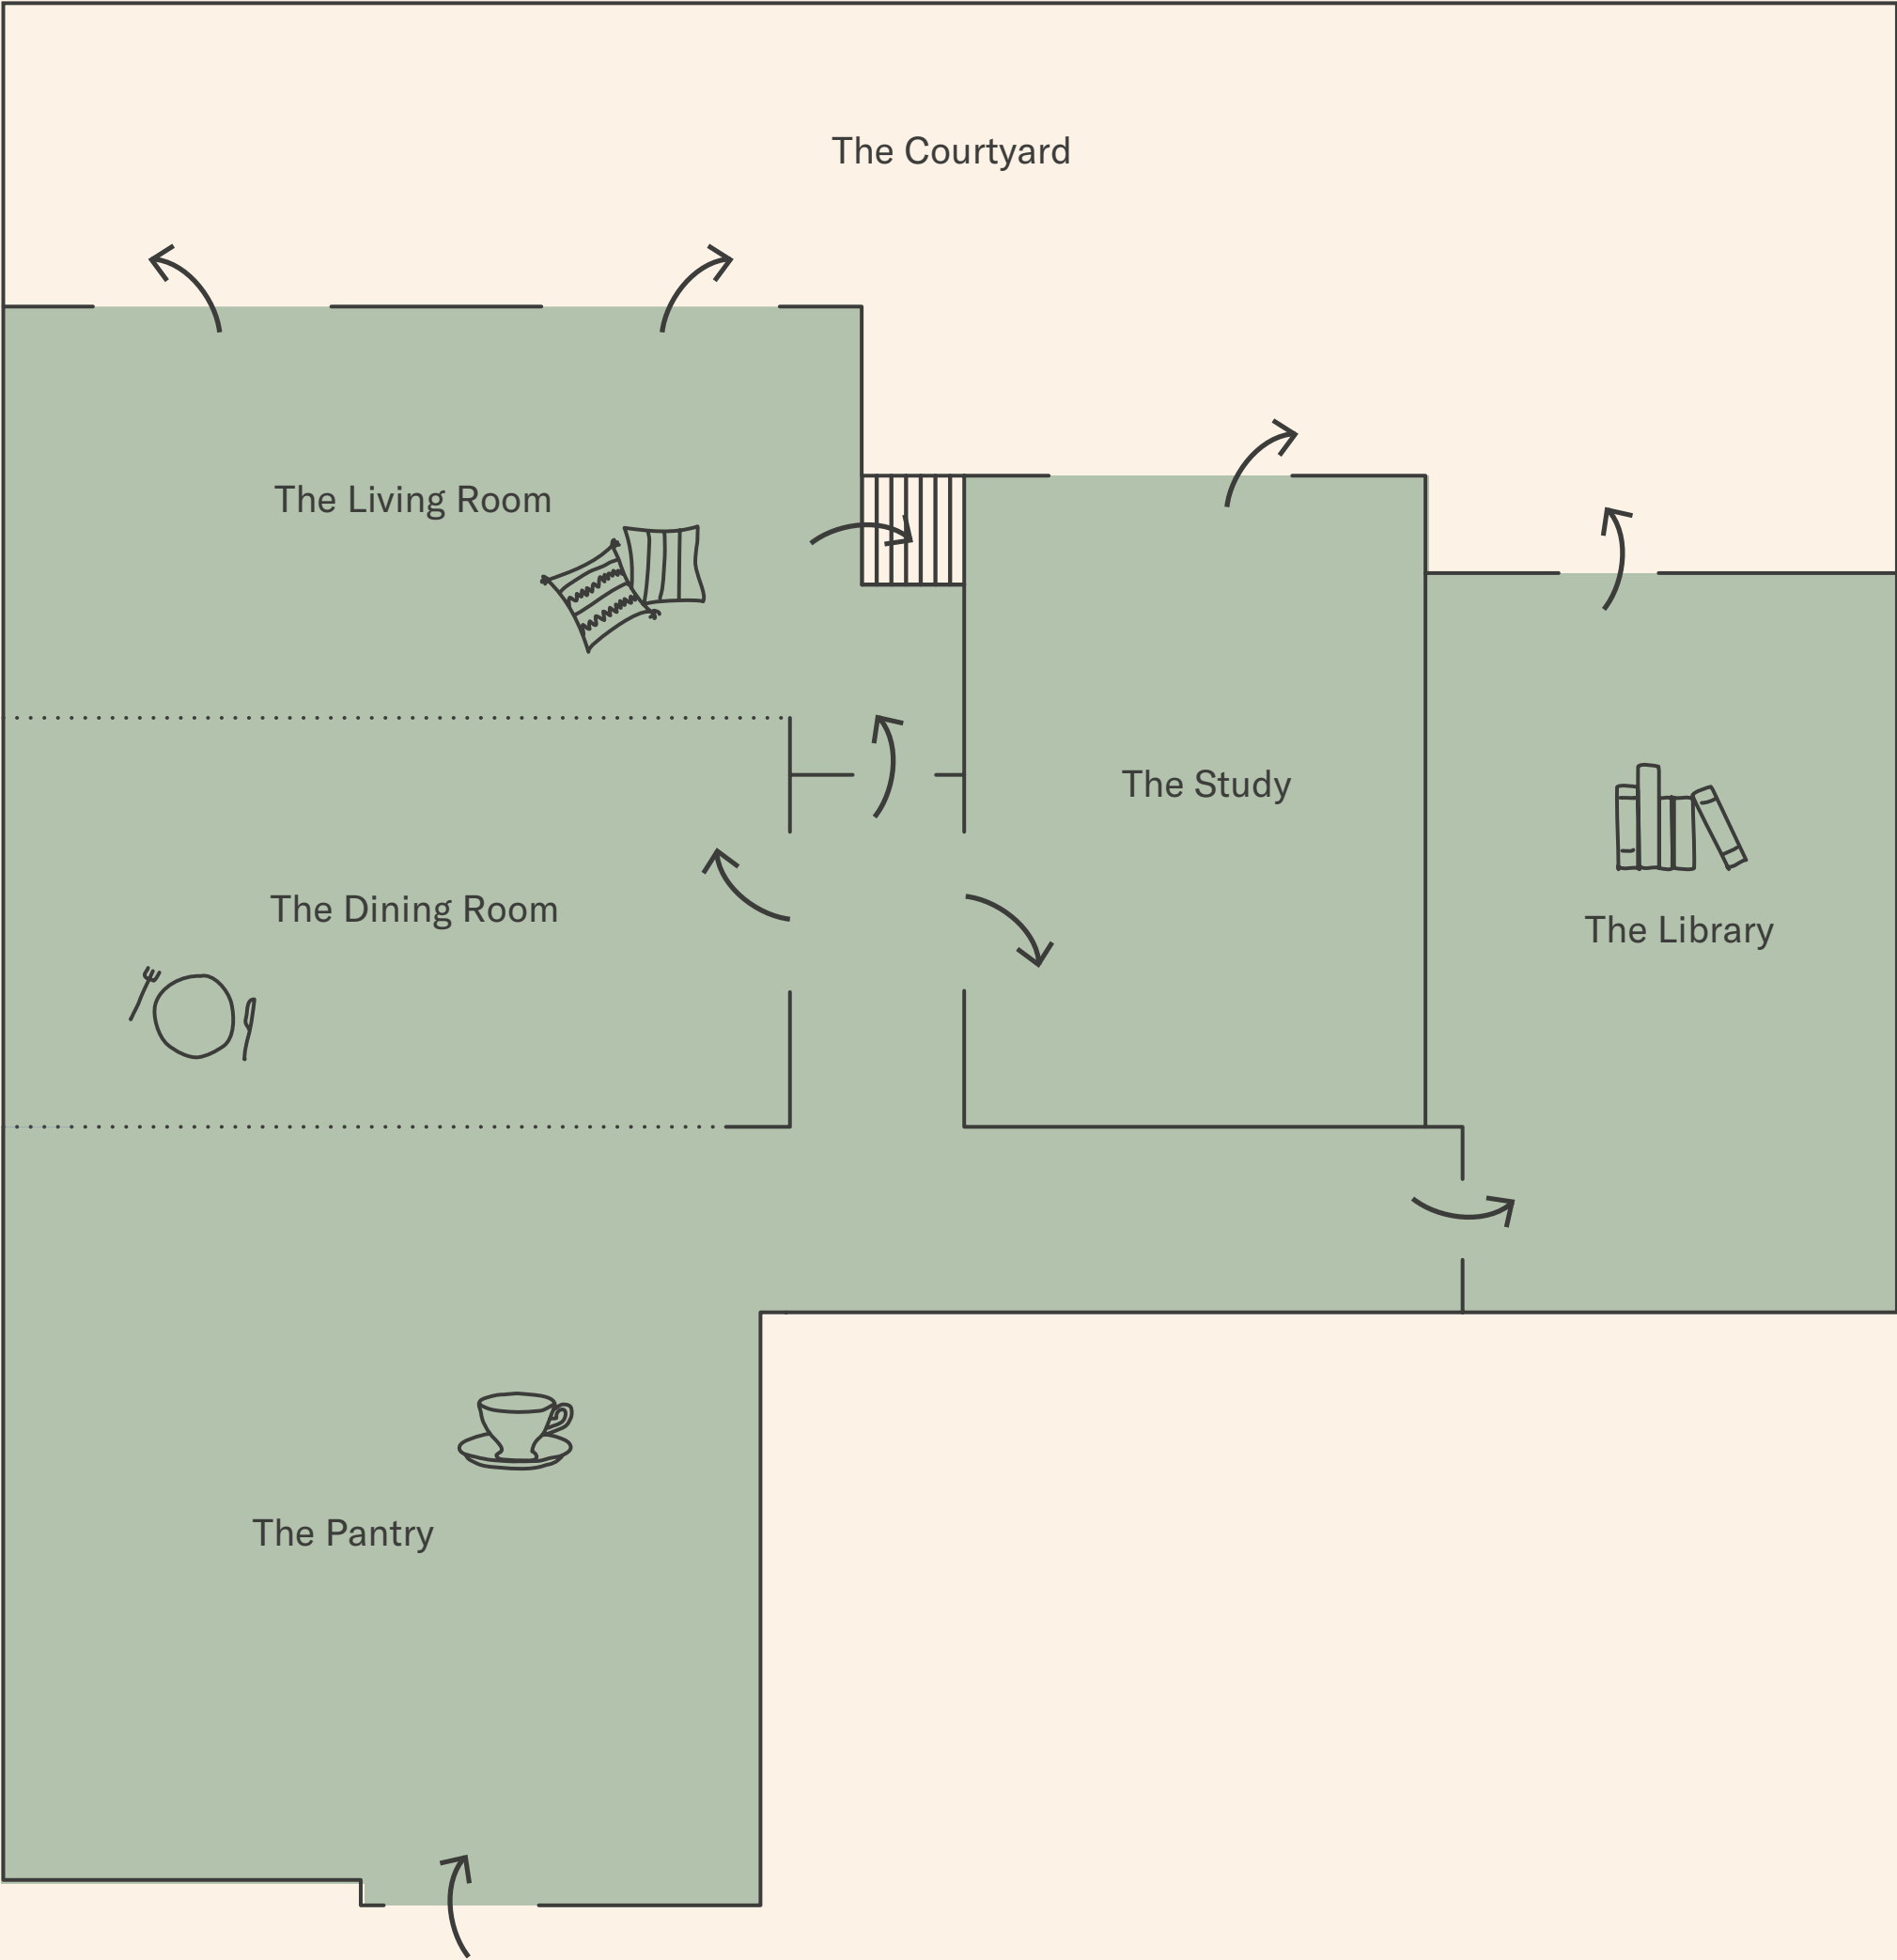 The Courtyard
The Living Room
The Study
The Dining Room
The Library
The Pantry